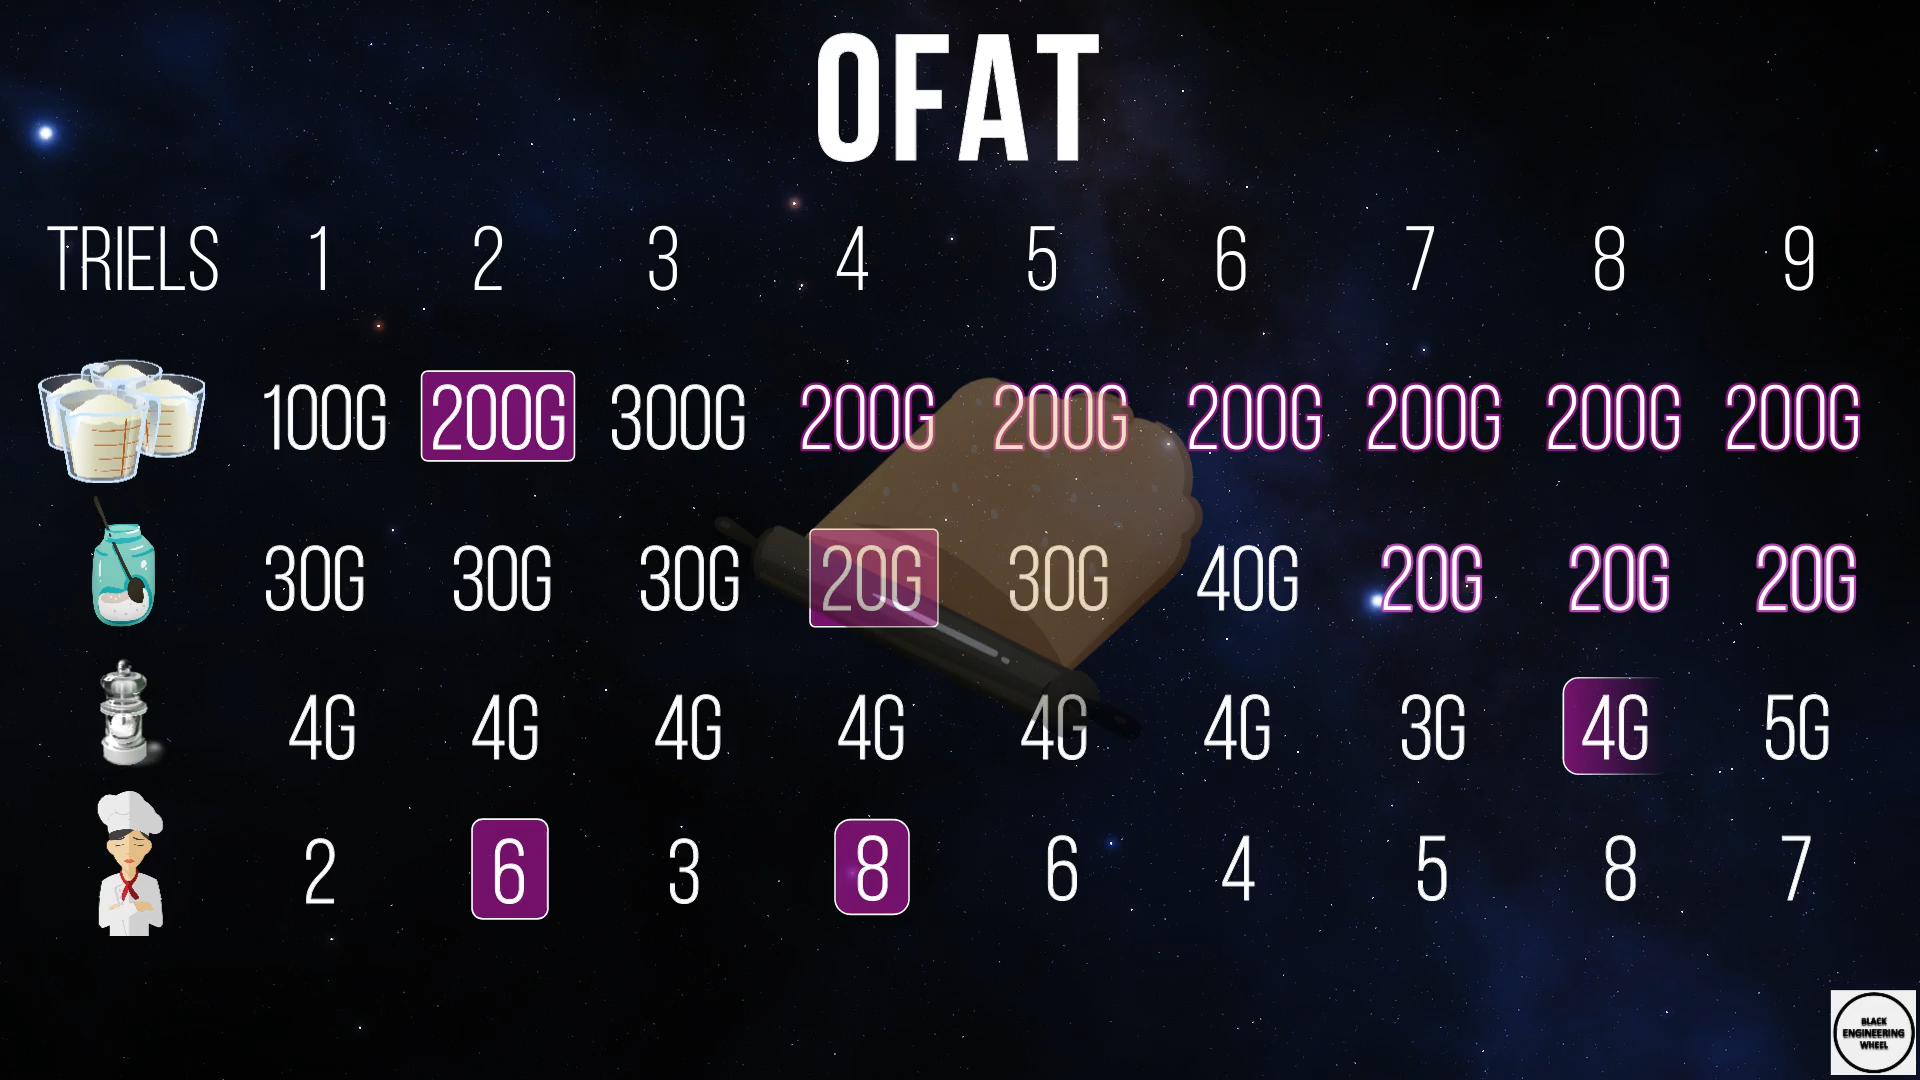 OFAT
TRIELS 1 2 3 4 5 6 7 8 9
100G 200G 300G 200G 200G 200G 200G 200G 200G
30G 30G 30G 20G 30G 40G 20G 20G 20G
4G 4G 4G 4G 4G 4G 3G 4G 5G
2 6 3 8 6 4 5 8 7
BLACK
ENGINEERING
WHEEL